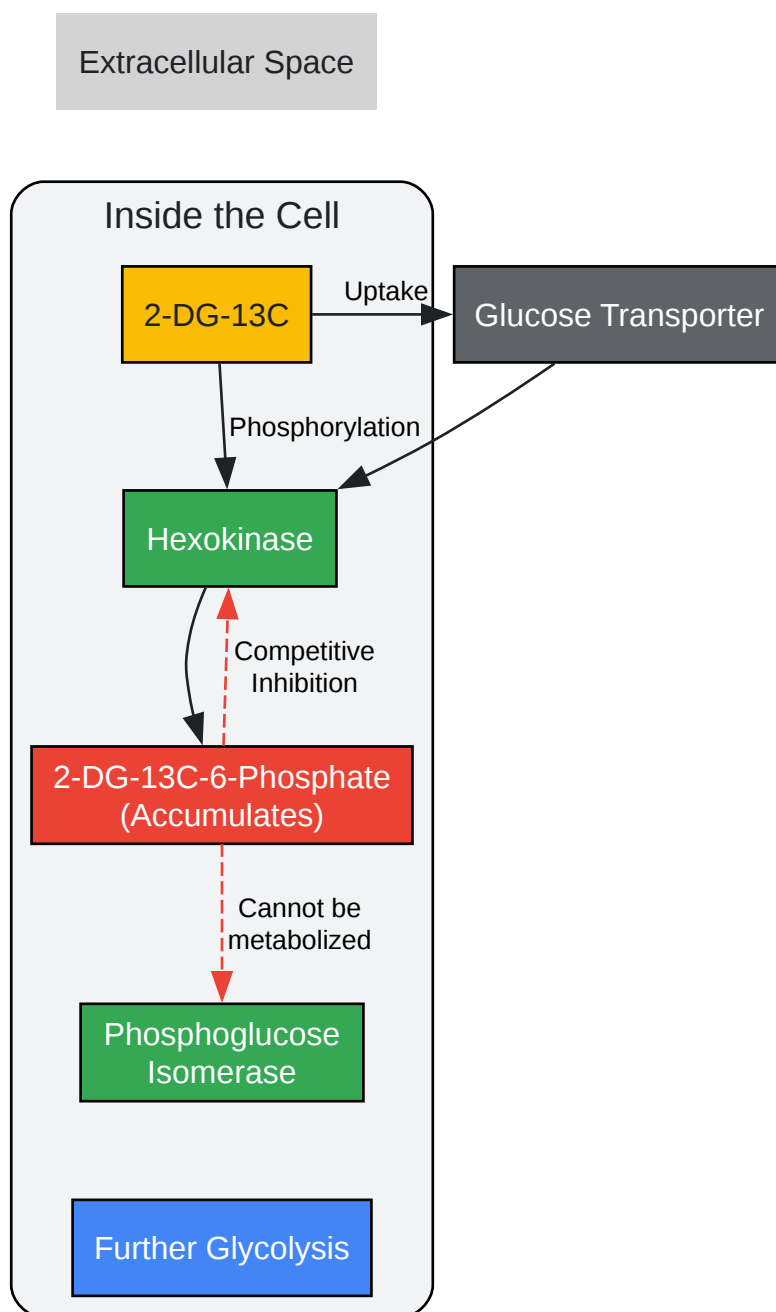 Extracellular Space
Inside the Cell
2-DG-13C
Uptake
Glucose Transporter
Phosphorylation
Hexokinase
Competitive
Inhibition
2-DG-13C-6-Phosphate
(Accumulates)
Cannot be
metabolized
Phosphoglucose
Isomerase
Further Glycolysis